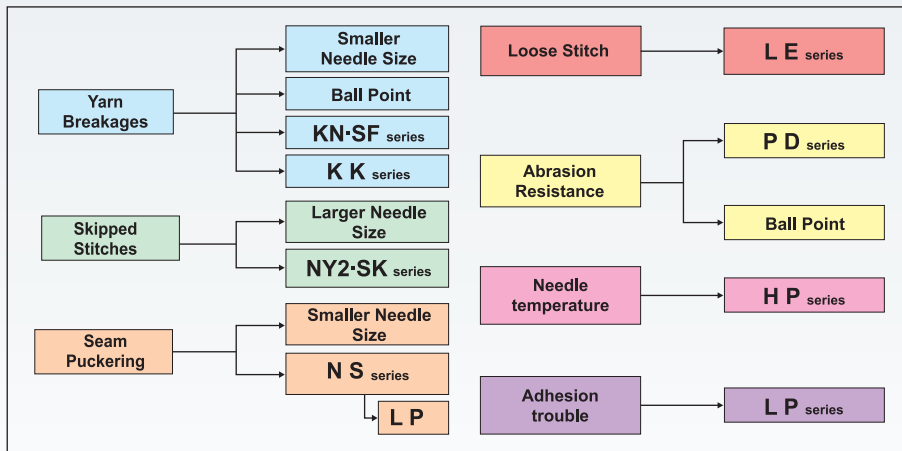 Yarn
Breakages
Smaller
Needle Size
Ball Point
KN·SF series
K K series
Skipped
Stitches
Larger Needle
Size
NY2·SK series
Seam
Puckering
Smaller Needle
Size
N S series
L P
Loose Stitch
L E series
Abrasion
Resistance
P D series
Ball Point
Needle
temperature
H P series
Adhesion
trouble
L P series